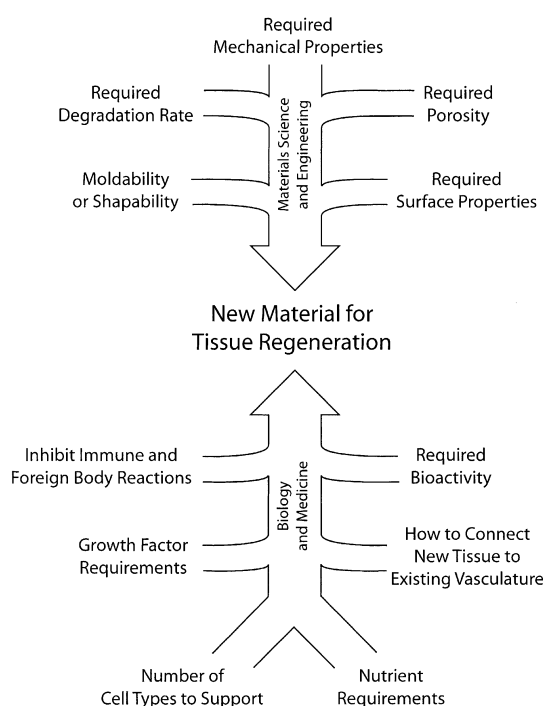 Required
Mechanical Properties
Required
Degradation Rate
Required
Porosity
Materials Science
and Engineering
Moldability
or Shapability
Required
Surface Properties
New Material for
Tissue Regeneration
Inhibit Immune and
Foreign Body Reactions
Required
Bioactivity
Biology
and Medicine
Growth Factor
Requirements
How to Connect
New Tissue to
Existing Vasculature
Number of
Cell Types to Support
Nutrient
Requirements